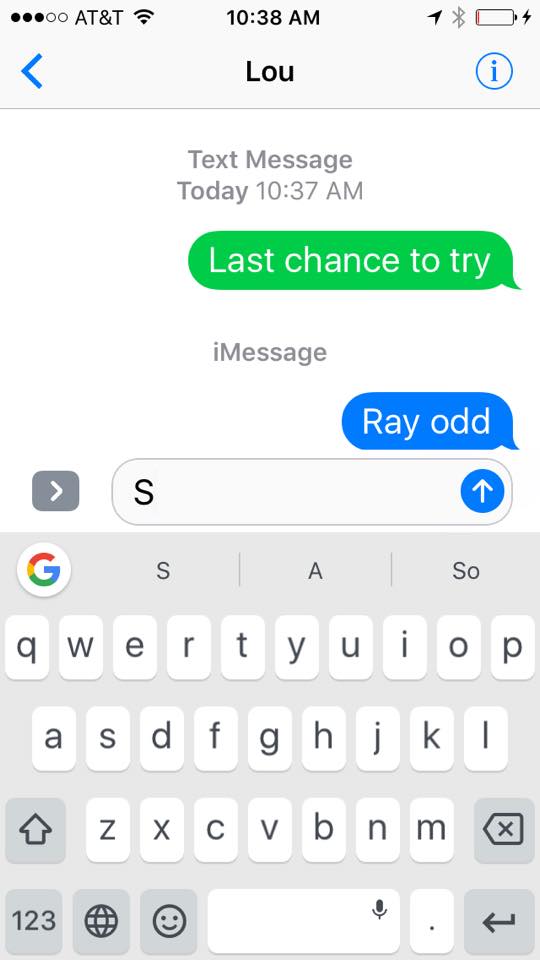 AT&T 10:38 AM
Lou
Text Message
Today 10:37 AM
Last chance to try
iMessage
Ray odd
S
S A So
q w e r t y u i o p
a s d f g h j k l
z x c v b n m
123 .